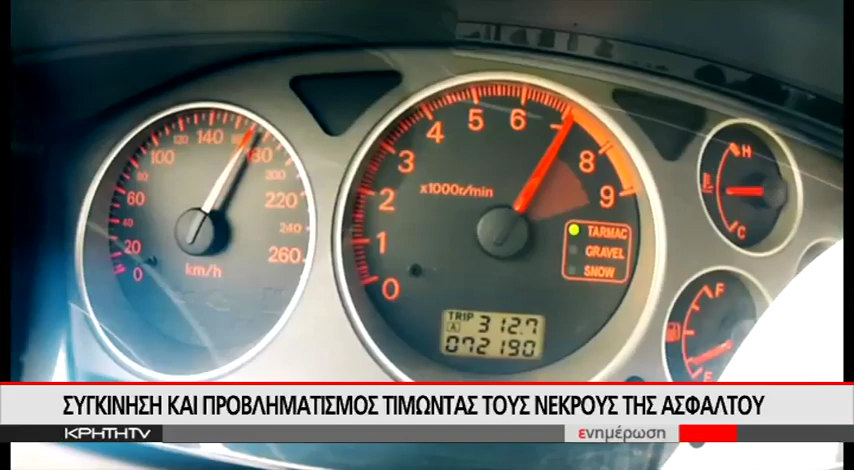 0 20 40 60 80 100 120 140 80 200 220 240 260
km/h
0 1 2 3 4 5 6 7 8 9
x1000r/min
TARMAC
GRAVEL
SNOW
TRIP
A 312.7
072190
H
C
F
E
ΣΥΓΚΙΝΗΣΗ ΚΑΙ ΠΡΟΒΛΗΜΑΤΙΣΜΟΣ ΤΙΜΩΝΤΑΣ ΤΟΥΣ ΝΕΚΡΟΥΣ ΤΗΣ ΑΣΦΑΛΤΟΥ
ΚΡΗΤΗTV
ενημέρωση